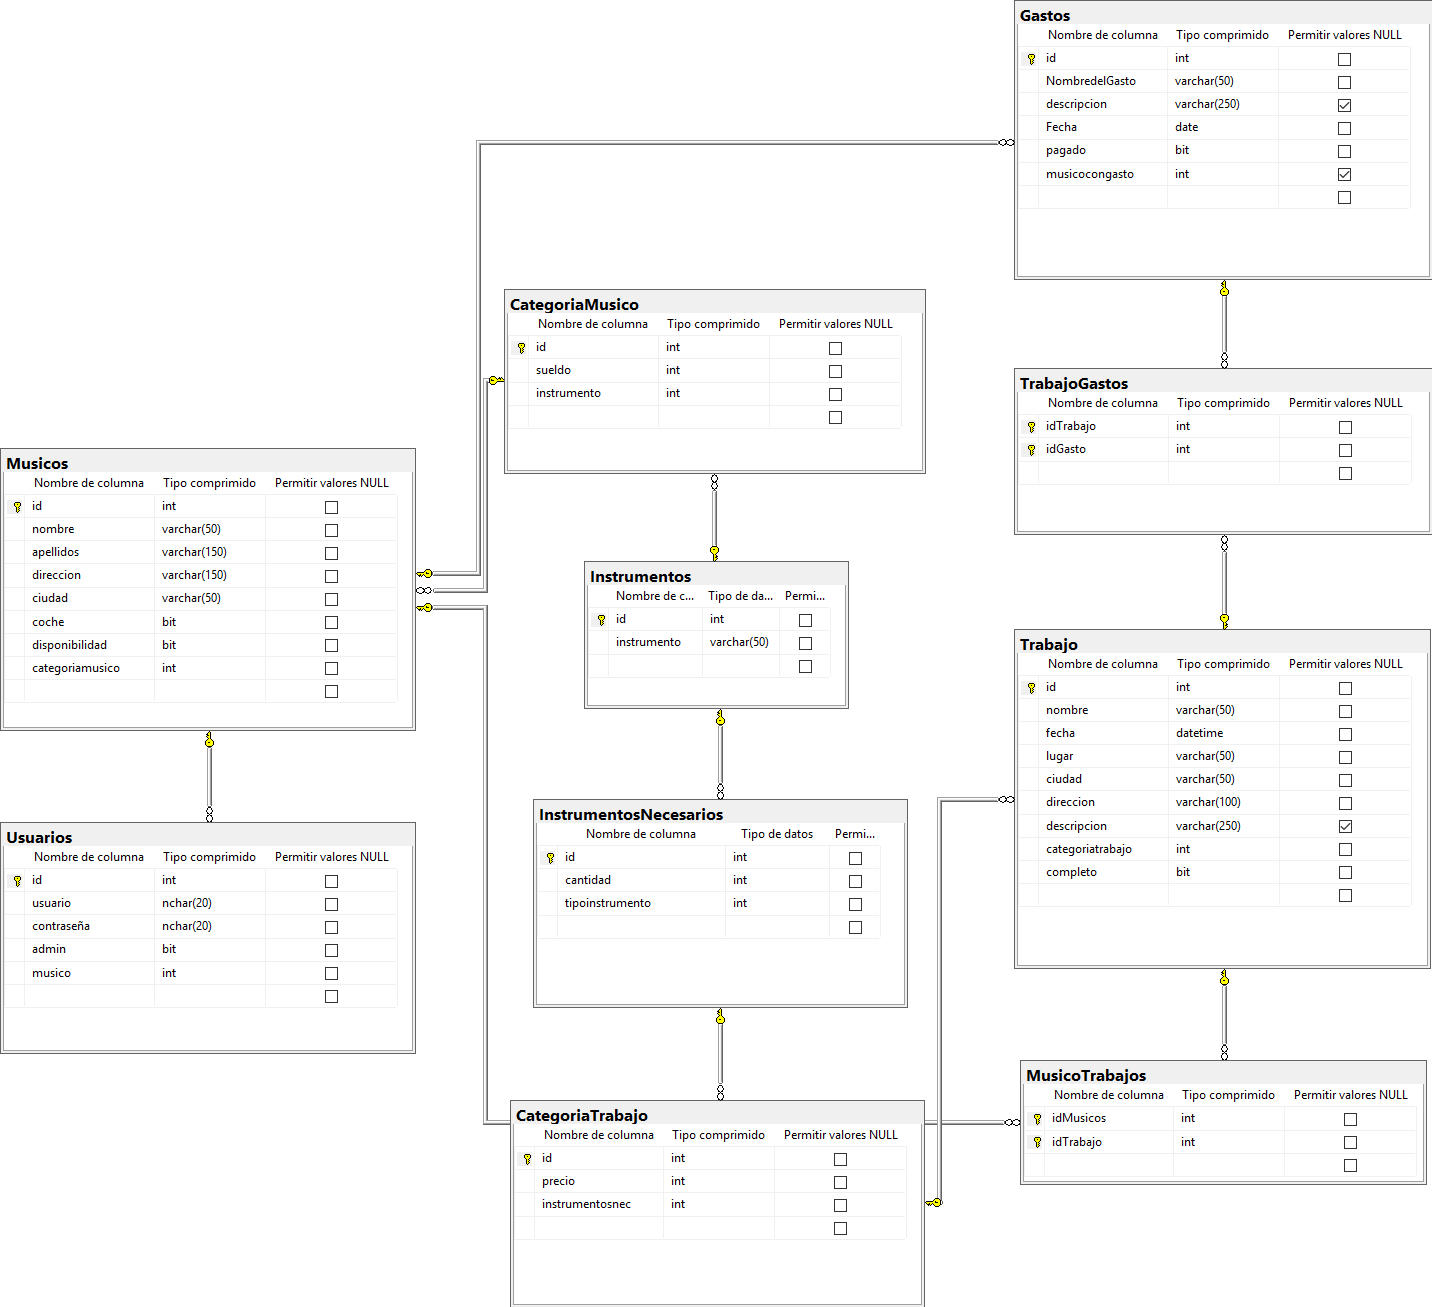 Gastos
Nombre de columna Tipo comprimido Permitir valores NULL
id int
NombredelGasto varchar(50)
descripcion varchar(250)
Fecha date
pagado bit
musicocongasto int
CategoriaMusico
Nombre de columna Tipo comprimido Permitir valores NULL
id int
sueldo int
instrumento int
TrabajoGastos
Nombre de columna Tipo comprimido Permitir valores NULL
idTrabajo int
idGasto int
Musicos
Nombre de columna Tipo comprimido Permitir valores NULL
id int
nombre varchar(50)
apellidos varchar(150)
direccion varchar(150)
ciudad varchar(50)
coche bit
disponibilidad bit
categoriamusico int
Instrumentos
Nombre de c... Tipo de da... Permi...
id int
instrumento varchar(50)
Trabajo
Nombre de columna Tipo comprimido Permitir valores NULL
id int
nombre varchar(50)
fecha datetime
lugar varchar(50)
ciudad varchar(50)
direccion varchar(100)
descripcion varchar(250)
categoriatrabajo int
completo bit
InstrumentosNecesarios
Nombre de columna Tipo de datos Permi...
id int
cantidad int
tipoinstrumento int
Usuarios
Nombre de columna Tipo comprimido Permitir valores NULL
id int
usuario nchar(20)
contraseña nchar(20)
admin bit
musico int
MusicoTrabajos
Nombre de columna Tipo comprimido Permitir valores NULL
idMusicos int
idTrabajo int
CategoriaTrabajo
Nombre de columna Tipo comprimido Permitir valores NULL
id int
precio int
instrumentosnec int